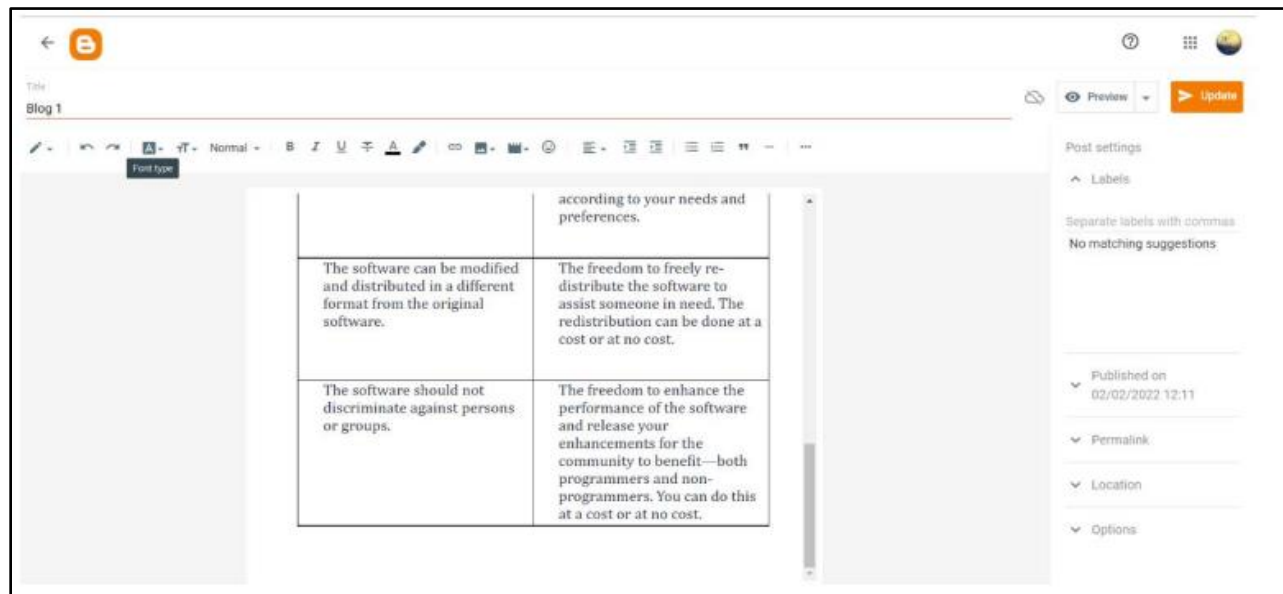 Title
Blog 1
Preview
Update
Normal
B I U T A
Font type
Post settings
Labels
Separate labels with commas
No matching suggestions
Published on
02/02/2022 12:11
Permalink
Location
Options
according to your needs and
preferences.
The software can be modified
and distributed in a different
format from the original
software.
The freedom to freely re-
distribute the software to
assist someone in need. The
redistribution can be done at a
cost or at no cost.
The software should not
discriminate against persons
or groups.
The freedom to enhance the
performance of the software
and release your
enhancements for the
community to benefit—both
programmers and non-
programmers. You can do this
at a cost or at no cost.